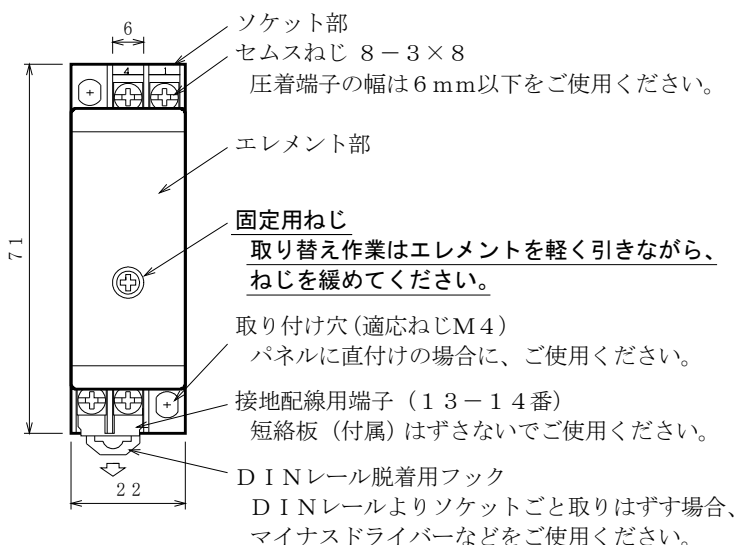 6
ソケット部
セムスねじ 8-3×8
圧着端子の幅は6mm以下をご使用ください。
4 1
エレメント部
71
固定用ねじ
取り替え作業はエレメントを軽く引きながら、
ねじを緩めてください。
取り付け穴(適応ねじM4)
パネルに直付けの場合に、ご使用ください。
接地配線用端子（13-14番）
短絡板（付属）はずさないでご使用ください。
22
DINレール脱着用フック
DINレールよりソケットごと取りはずす場合、
マイナスドライバーなどをご使用ください。